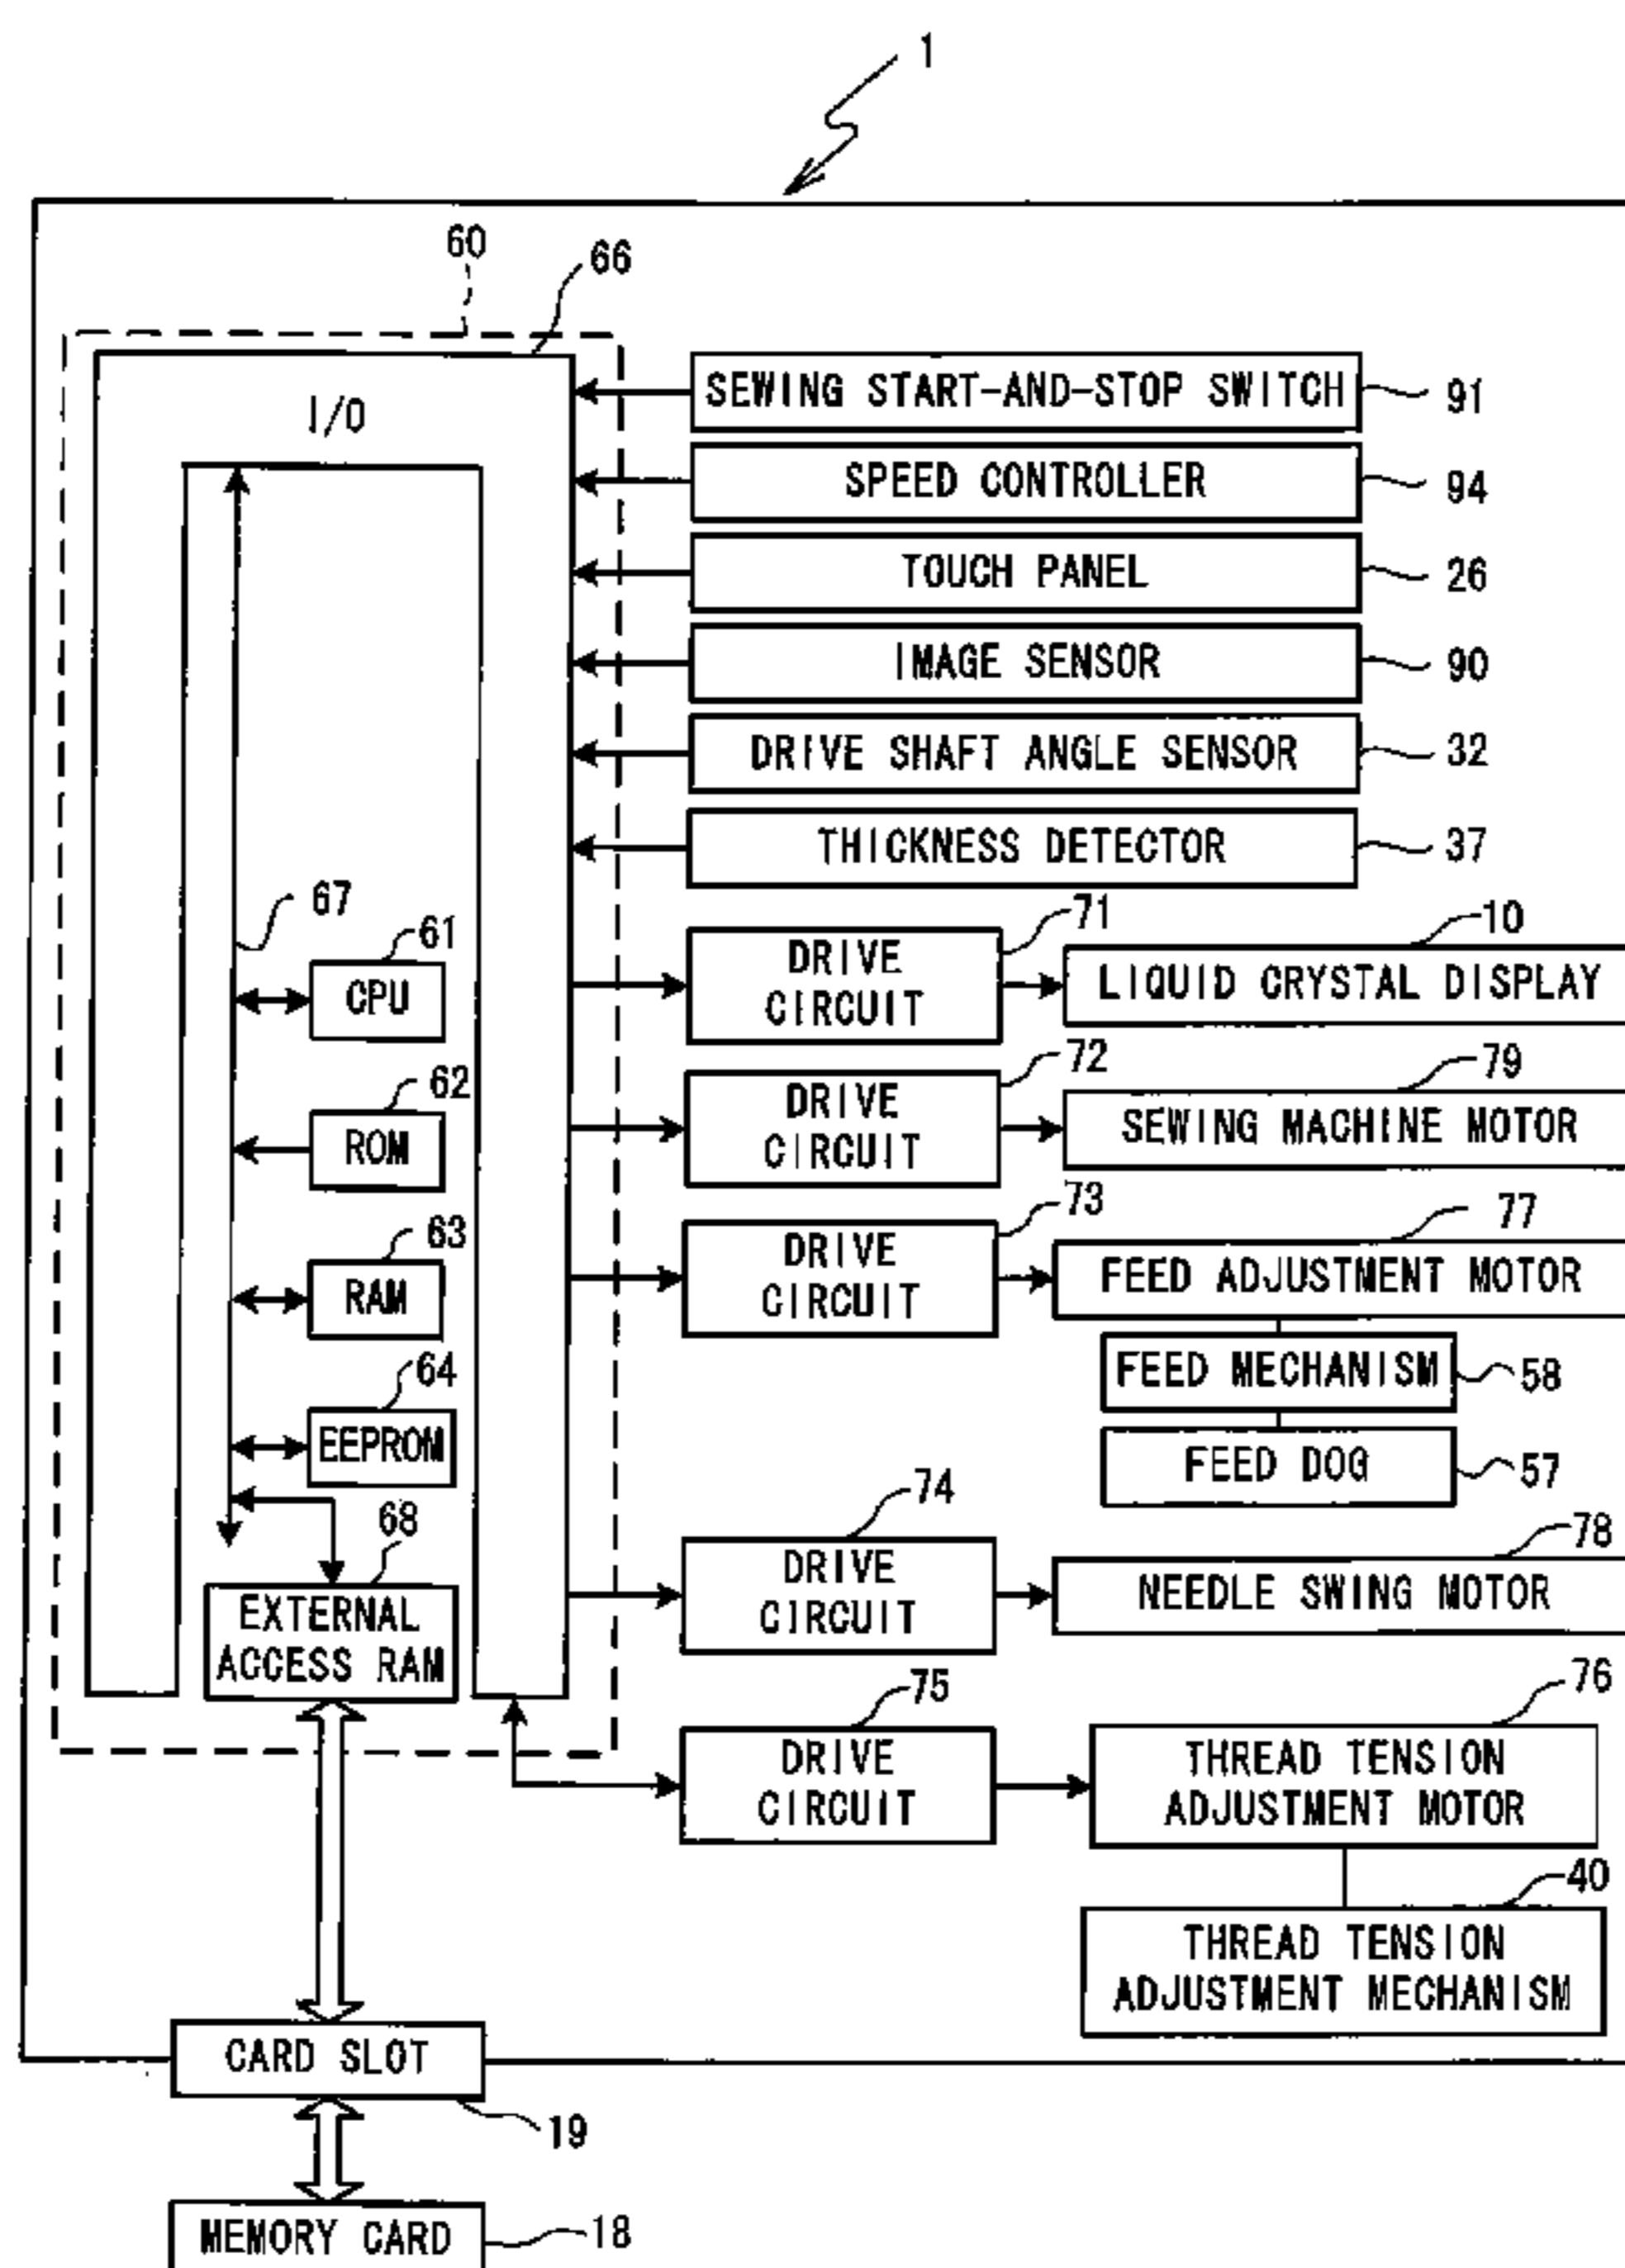 1
60
66
I/O
SEWING START-AND-STOP SWITCH
91
SPEED CONTROLLER
94
TOUCH PANEL
26
IMAGE SENSOR
90
DRIVE SHAFT ANGLE SENSOR
32
THICKNESS DETECTOR
37
67
61
CPU
62
ROM
63
RAM
64
EEPROM
68
EXTERNAL
ACCESS RAM
71
DRIVE
CIRCUIT
10
LIQUID CRYSTAL DISPLAY
72
DRIVE
CIRCUIT
79
SEWING MACHINE MOTOR
73
DRIVE
CIRCUIT
77
FEED ADJUSTMENT MOTOR
FEED MECHANISM
58
FEED DOG
57
74
DRIVE
CIRCUIT
78
NEEDLE SWING MOTOR
75
DRIVE
CIRCUIT
76
THREAD TENSION
ADJUSTMENT MOTOR
40
THREAD TENSION
ADJUSTMENT MECHANISM
CARD SLOT
19
MEMORY CARD
18